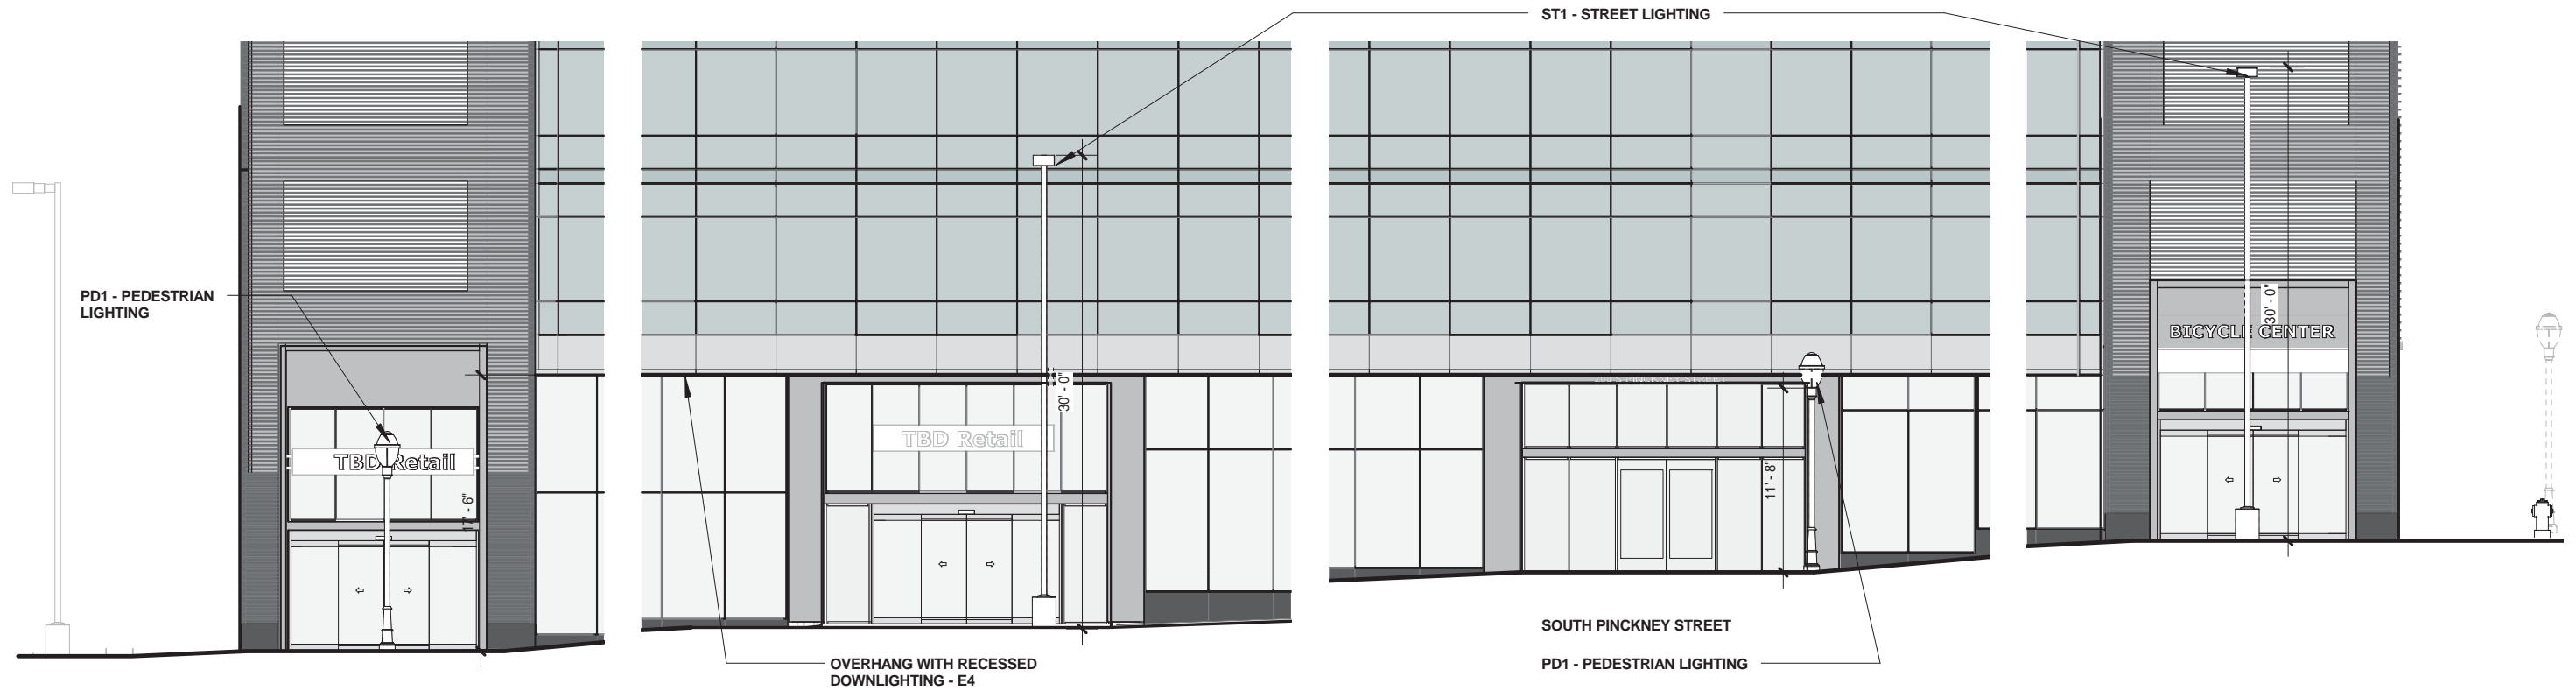 ST1 - STREET LIGHTING
PD1 - PEDESTRIAN
LIGHTING
TBD Retail
17' - 6"
TBD Retail
30' - 0"
11' - 8"
BICYCLE CENTER
30' - 0"
SOUTH PINCKNEY STREET
OVERHANG WITH RECESSED
DOWNLIGHTING - E4
PD1 - PEDESTRIAN LIGHTING